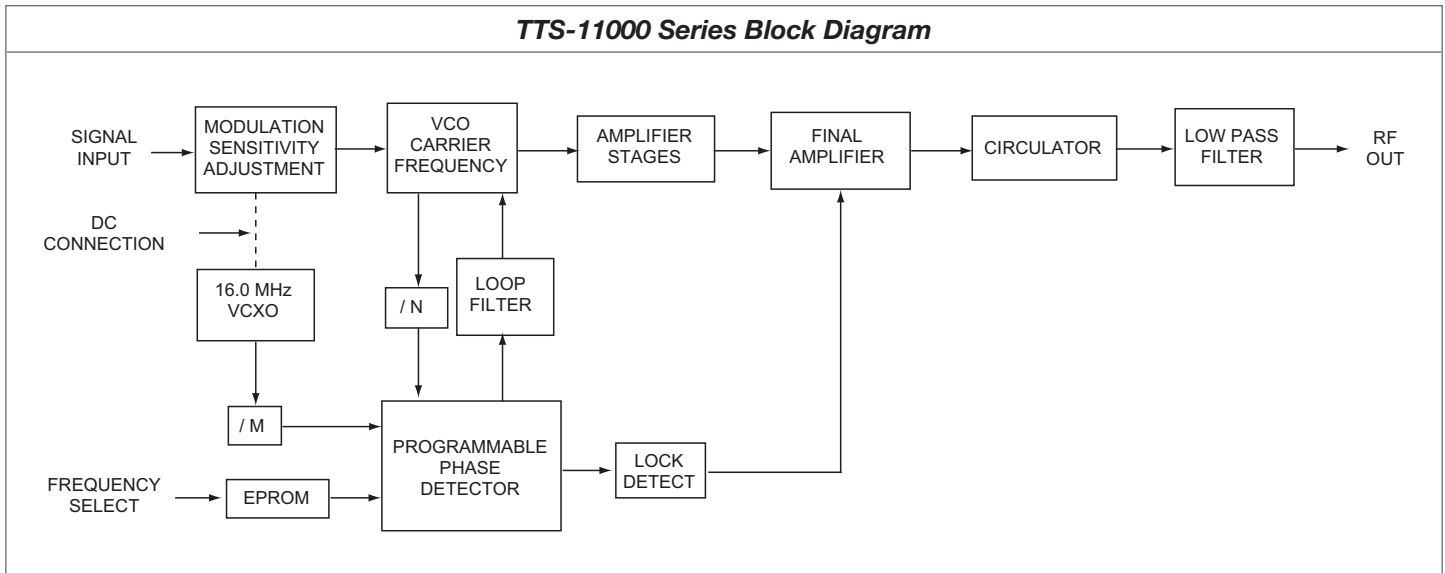 TTS-11000 Series Block Diagram
SIGNAL
INPUT
MODULATION
SENSITIVITY
ADJUSTMENT
VCO
CARRIER
FREQUENCY
AMPLIFIER
STAGES
FINAL
AMPLIFIER
CIRCULATOR
LOW PASS
FILTER
RF
OUT
DC
CONNECTION
16.0 MHz
VCXO
/ N
LOOP
FILTER
/ M
PROGRAMMABLE
PHASE
DETECTOR
LOCK
DETECT
FREQUENCY
SELECT
EPROM